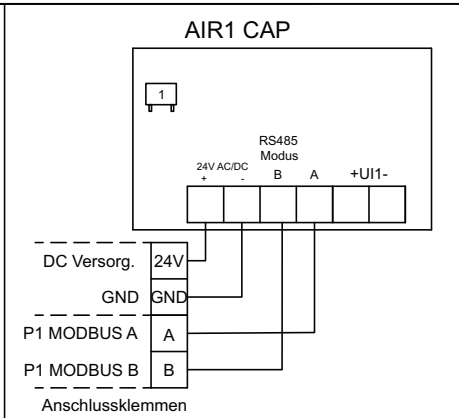 AIR1 CAP
1
RS485
Modus
24V AC/DC
+ - B A +UI1-
DC Versorg. 24V
GND GND
P1 MODBUS A A
P1 MODBUS B B
Anschlussklemmen